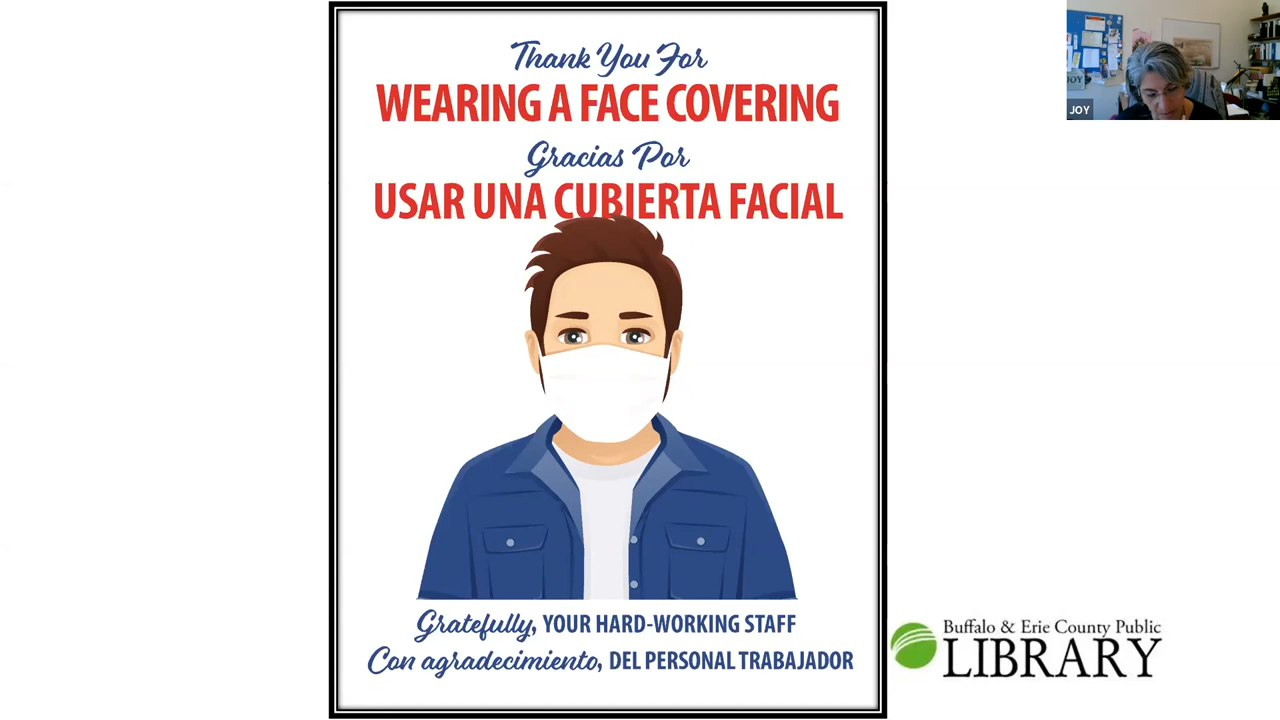 Thank You For
WEARING A FACE COVERING
Gracias Por
USAR UNA CUBIERTA FACIAL
Gratefully, YOUR HARD-WORKING STAFF
Con agradecimiento, DEL PERSONAL TRABAJADOR
Buffalo & Erie County Public
LIBRARY
JOY